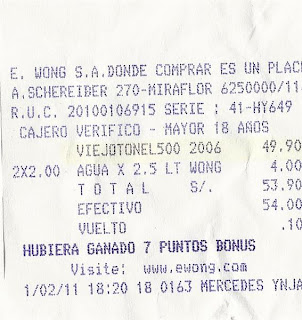 E. WONG S.A.DONDE COMPRAR ES UN PLAC
A.SCHEREIBER 270-MIRAFLOR 6250000/11
R.U.C. 20100106915 SERIE : 41-HY649
CAJERO VERIFICO - MAYOR 18 AÑOS
VIEJOTONEL500 2006 49.90
2X2.00 AGUA X 2.5 LT WONG 4.00
T O T A L S/. 53.90
EFECTIVO 54.00
VUELTO .10
HUBIERA GANADO 7 PUNTOS BONUS
Visite: www.ewong.com
1/02/11 18:20 18 0163 MERCEDES YNJA